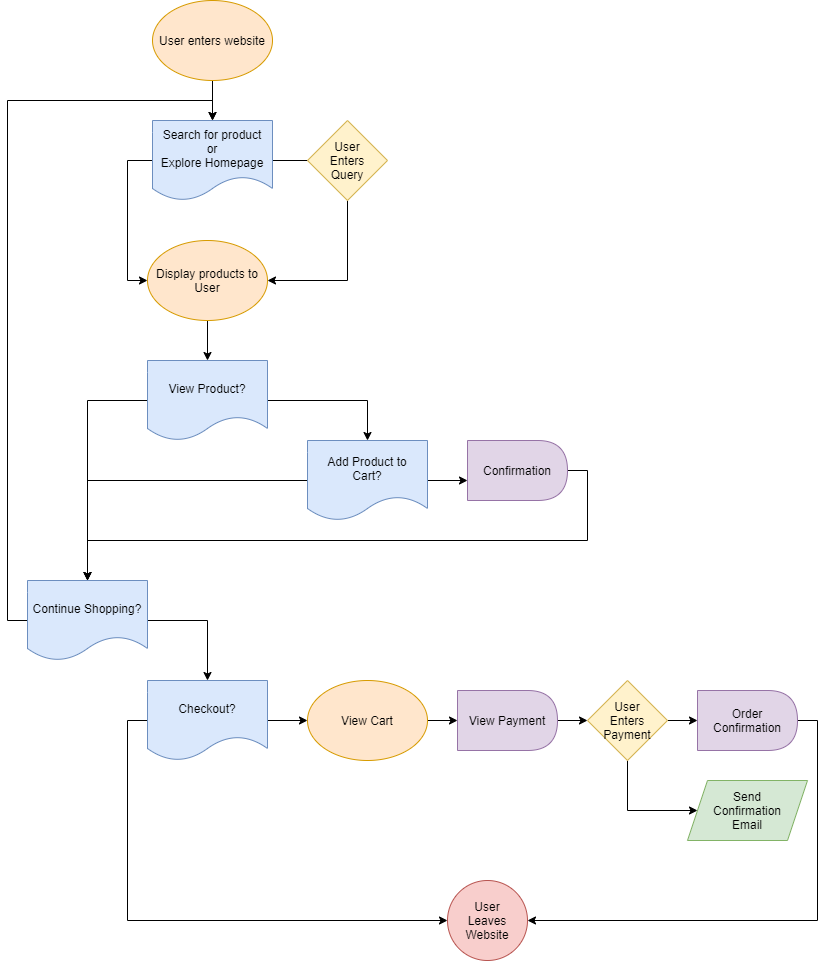 User enters website
Search for product
or
Explore Homepage
User
Enters
Query
Display products to
User
View Product?
Add Product to
Cart?
Confirmation
Continue Shopping?
Checkout?
View Cart
View Payment
User
Enters
Payment
Order
Confirmation
Send
Confirmation
Email
User
Leaves
Website